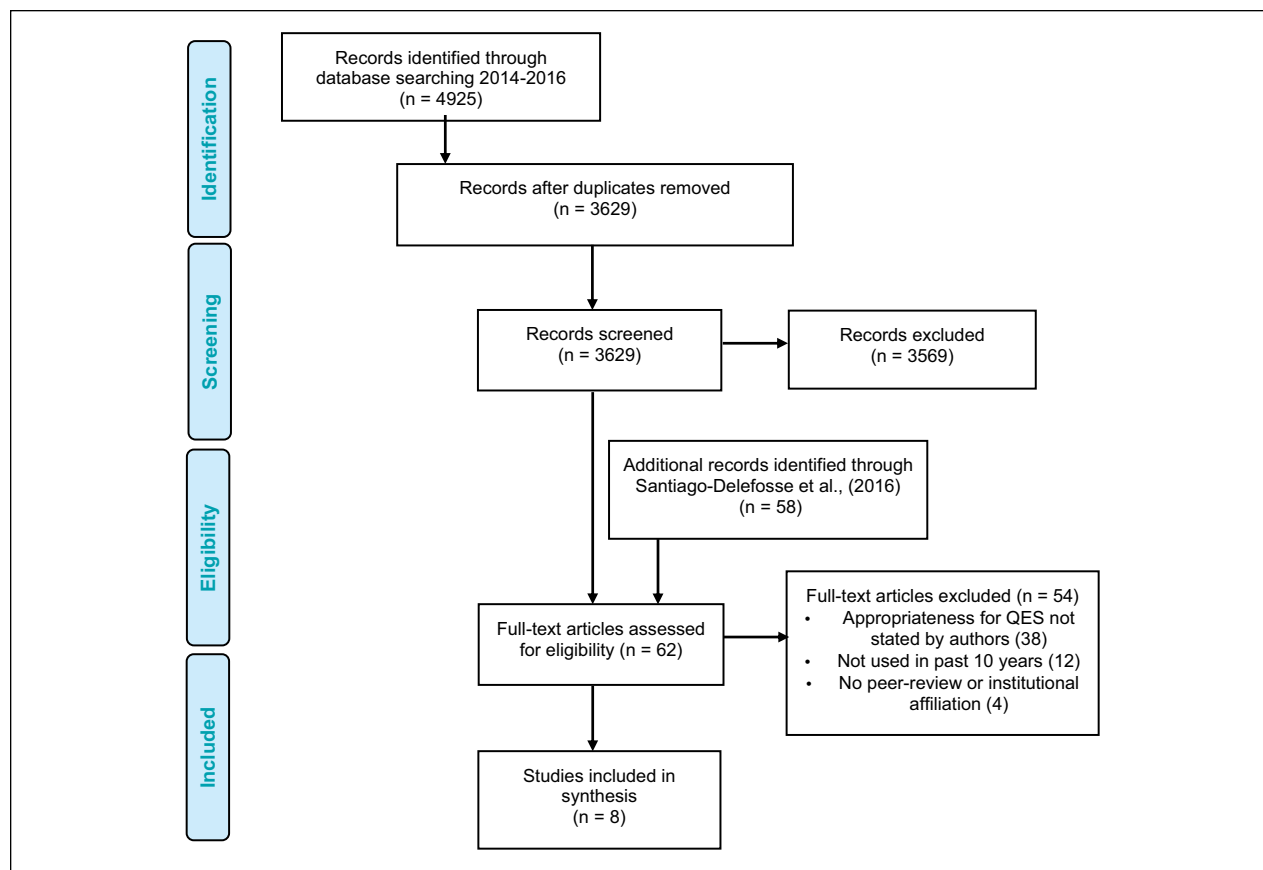 Identification
Records identified through
database searching 2014-2016
(n = 4925)
Records after duplicates removed
(n = 3629)
Screening
Records screened
(n = 3629)
Records excluded
(n = 3569)
Eligibility
Additional records identified through
Santiago-Delefosse et al., (2016)
(n = 58)
Full-text articles assessed
for eligibility (n = 62)
Full-text articles excluded (n = 54)
• Appropriateness for QES not
stated by authors (38)
• Not used in past 10 years (12)
• No peer-review or institutional
affiliation (4)
Included
Studies included in
synthesis
(n = 8)